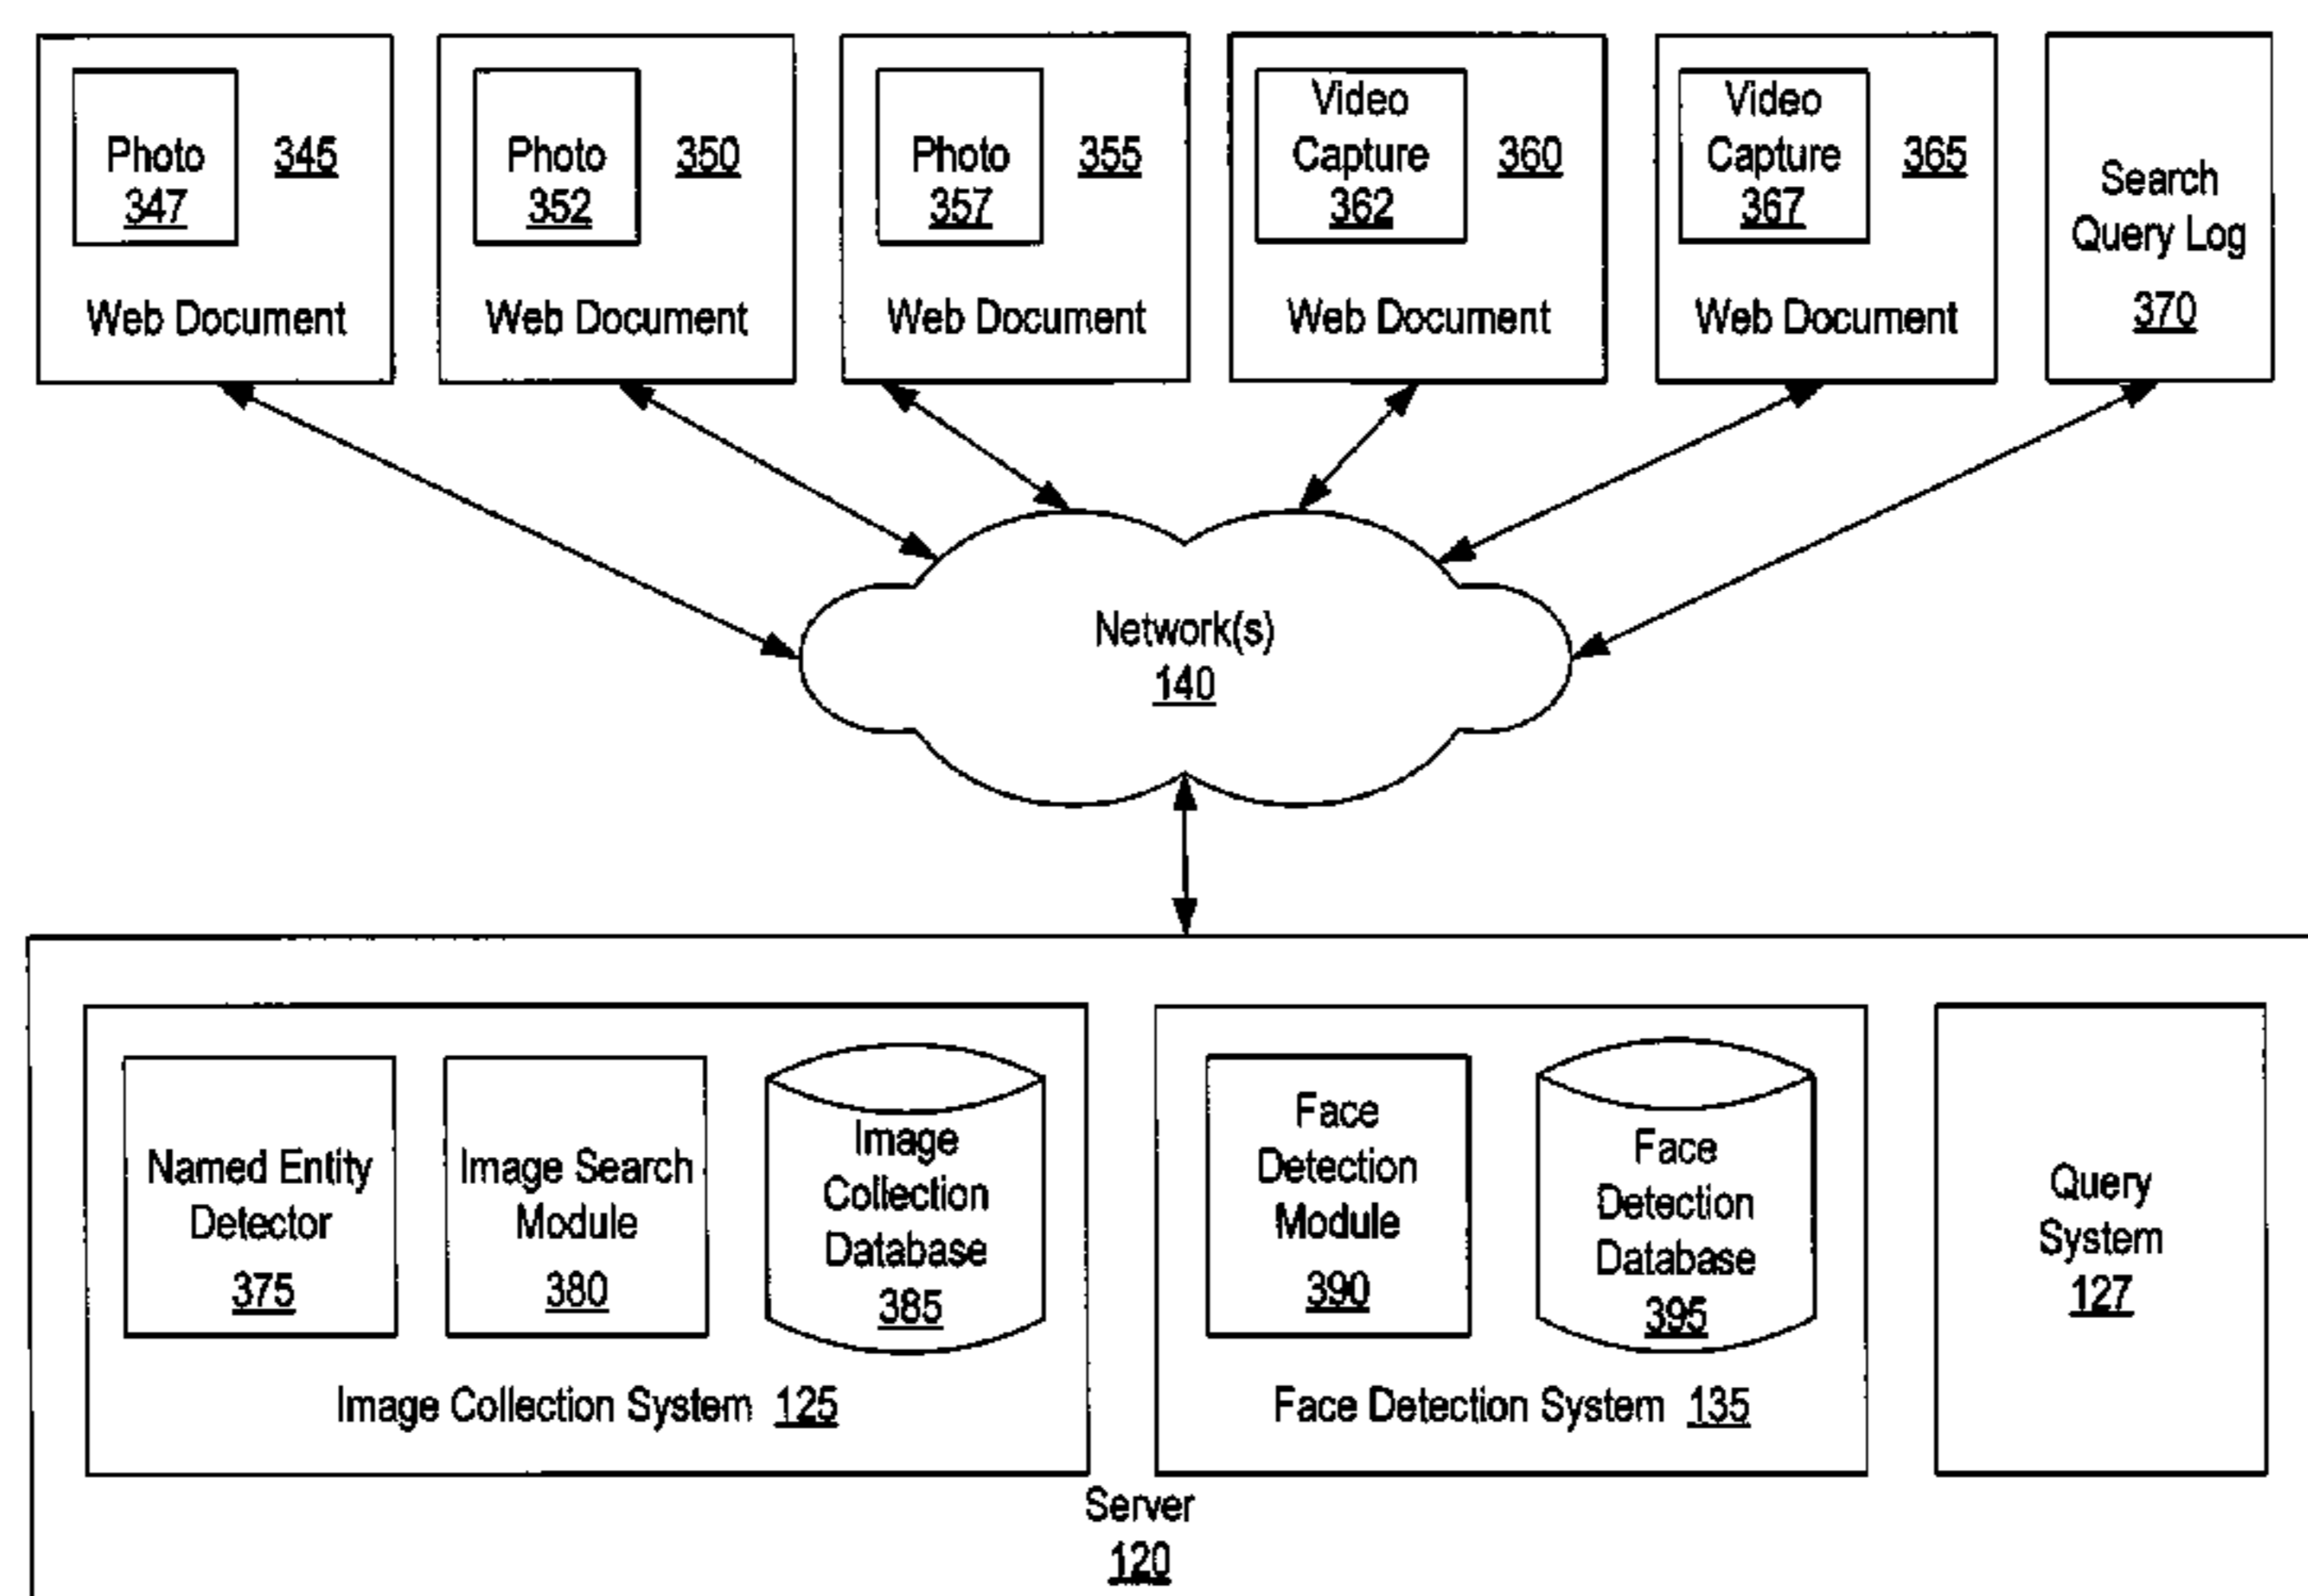 Photo
347
345
Web Document
Photo
352
350
Web Document
Photo
357
355
Web Document
Video
Capture
362
360
Web Document
Video
Capture
367
365
Web Document
Search
Query Log
370
Network(s)
140
Named Entity
Detector
375
Image Search
Module
380
Image
Collection
Database
385
Image Collection System 125
Face
Detection
Module
390
Face
Detection
Database
395
Face Detection System 135
Query
System
127
Server
120